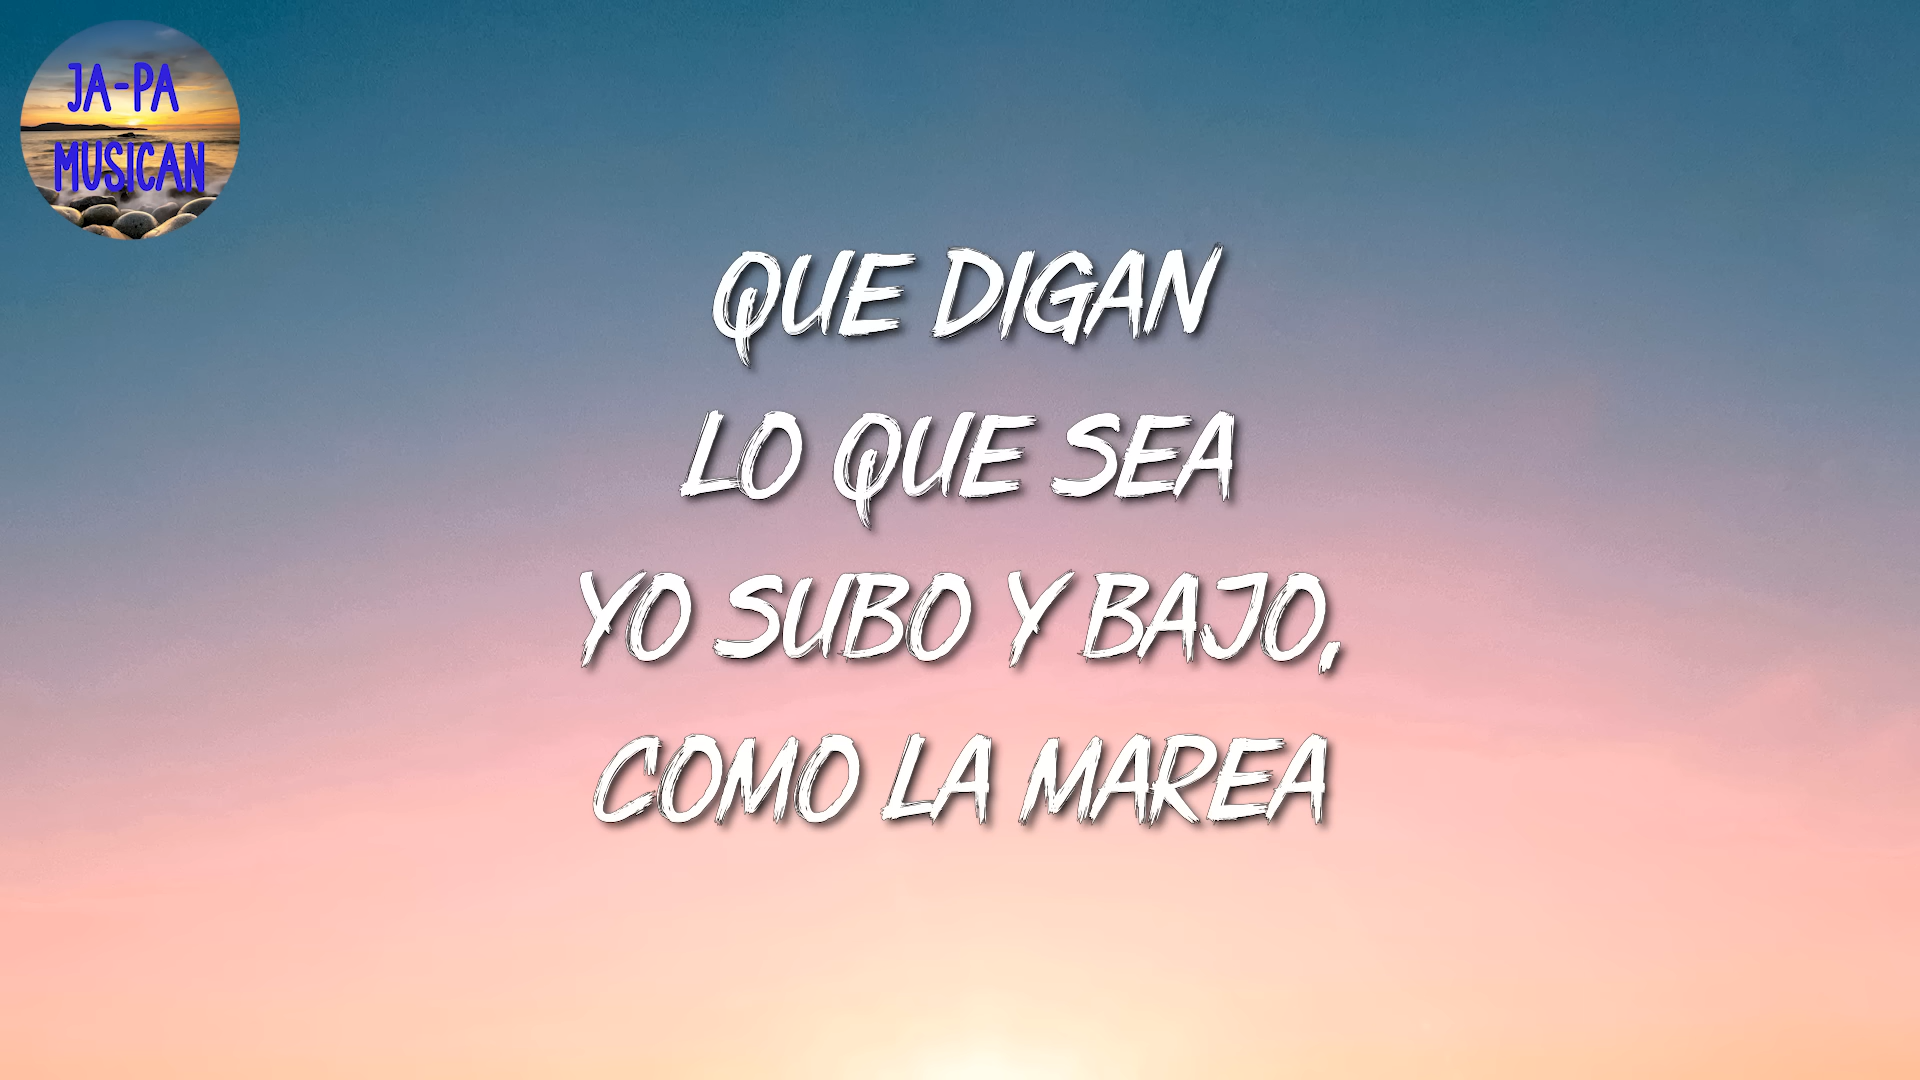 JA-PA
MUSICAN
QUE DIGAN
LO QUE SEA
YO SUBO Y BAJO,
COMO LA MAREA